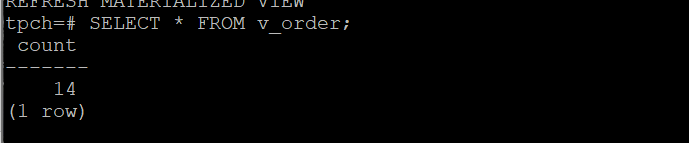 REFRESH MATERIALIZED VIEW
tpch=# SELECT * FROM v_order;
 count
-------
    14
(1 row)